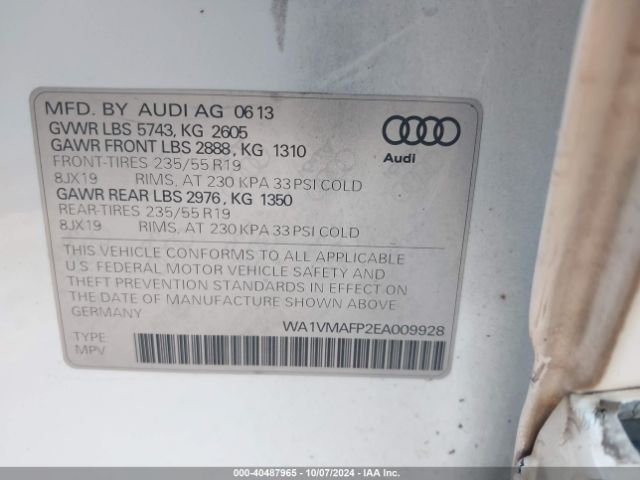 MFD. BY AUDI AG 06 13
GVWR LBS 5743, KG 2605
GAWR FRONT LBS 2888, KG 1310
FRONT-TIRES 235/55 R19
8JX19 RIMS, AT 230 KPA 33 PSI COLD
GAWR REAR LBS 2976, KG 1350
REAR-TIRES 235/55 R19
8JX19 RIMS, AT 230 KPA 33 PSI COLD
Audi
THIS VEHICLE CONFORMS TO ALL APPLICABLE
U.S. FEDERAL MOTOR VEHICLE SAFETY AND
THEFT PREVENTION STANDARDS IN EFFECT ON
THE DATE OF MANUFACTURE SHOWN ABOVE.
GERMANY
WA1VMAFP2EA009928
TYPE:
MPV
000-40487965 - 10/07/2024 - IAA Inc.